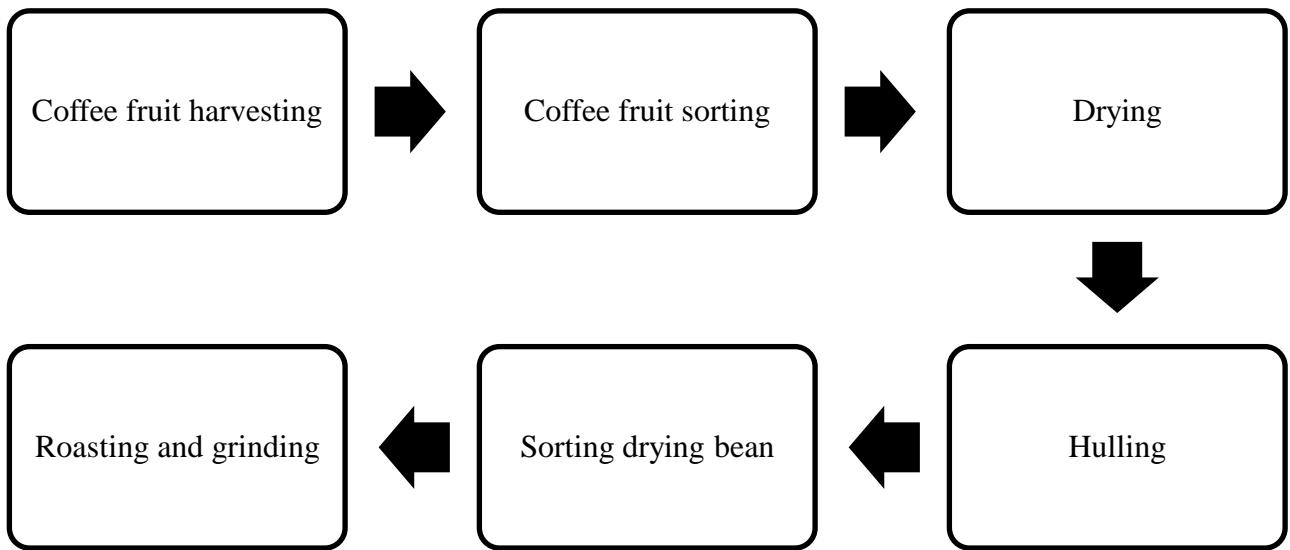 Coffee fruit harvesting
Coffee fruit sorting
Drying
Hulling
Sorting drying bean
Roasting and grinding